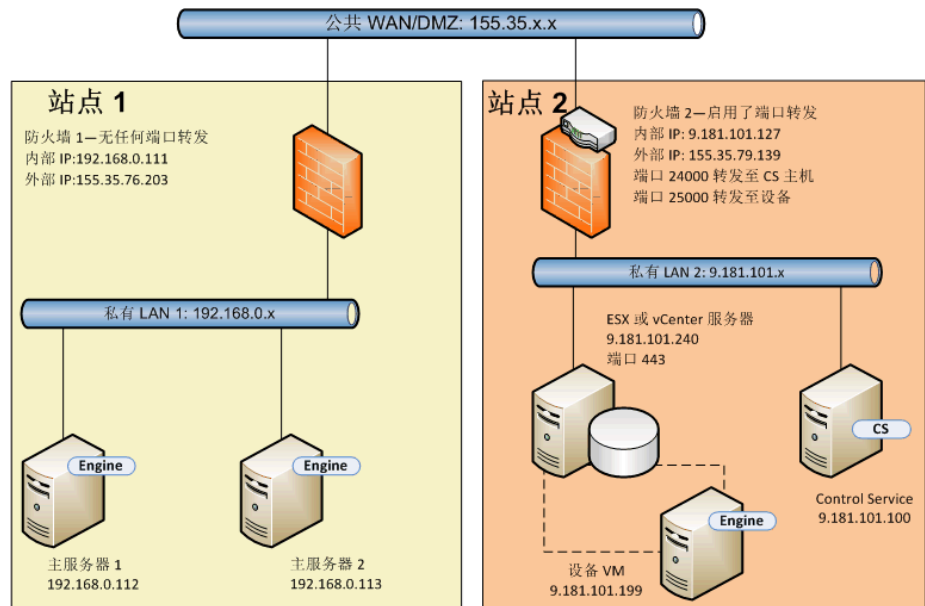 公共 WAN/DMZ: 155.35.x.x
站点 1
防火墙 1—无任何端口转发
内部 IP:192.168.0.111
外部 IP:155.35.76.203
私有 LAN 1: 192.168.0.x
Engine
Engine
主服务器 1
192.168.0.112
主服务器 2
192.168.0.113
站点 2
防火墙 2—启用了端口转发
内部 IP: 9.181.101.127
外部 IP: 155.35.79.139
端口 24000 转发至 CS 主机
端口 25000 转发至设备
私有 LAN 2: 9.181.101.x
ESX 或 vCenter 服务器
9.181.101.240
端口 443
CS
Control Service
9.181.101.100
Engine
设备 VM
9.181.101.199